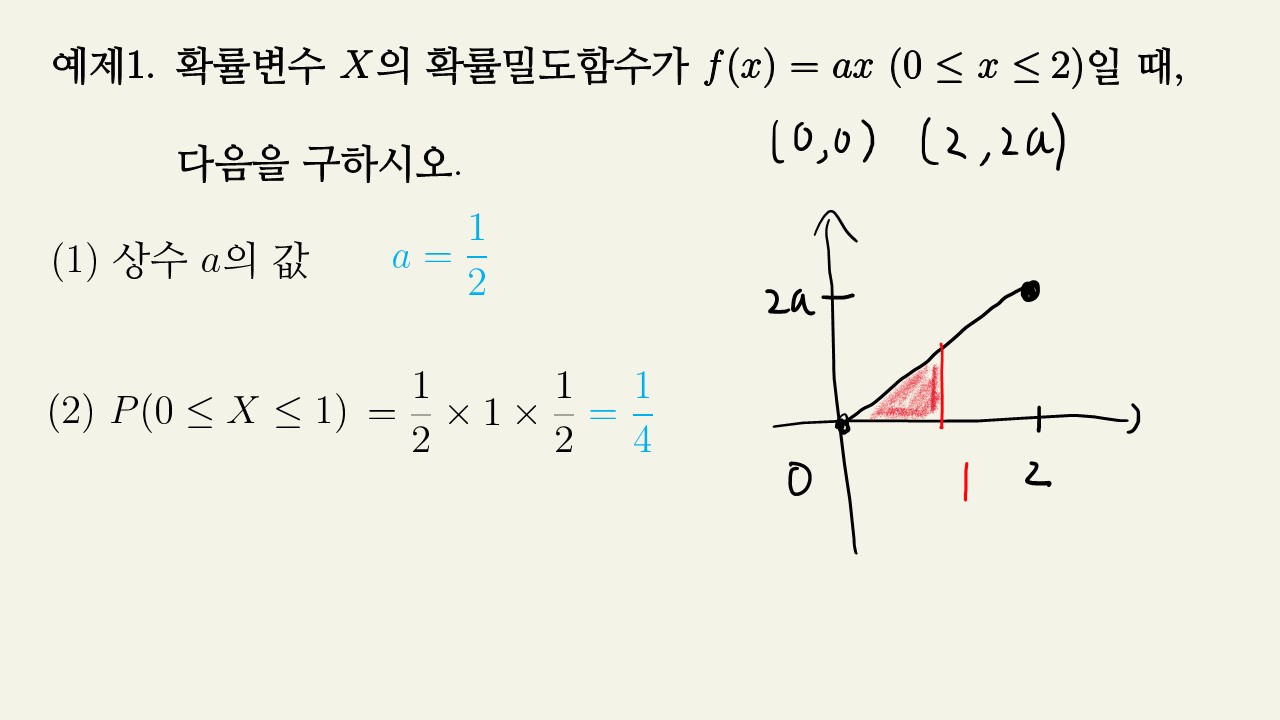 예제1. 확률변수 X의 확률밀도함수가 f(x) = ax (0 ≤ x ≤ 2)일 때,
다음을 구하시오.
(0,0) (2,2a)
(1) 상수 a의 값 a = 1/2
(2) P(0 ≤ X ≤ 1) = 1/2 × 1 × 1/2 = 1/4
2a
0 1 2